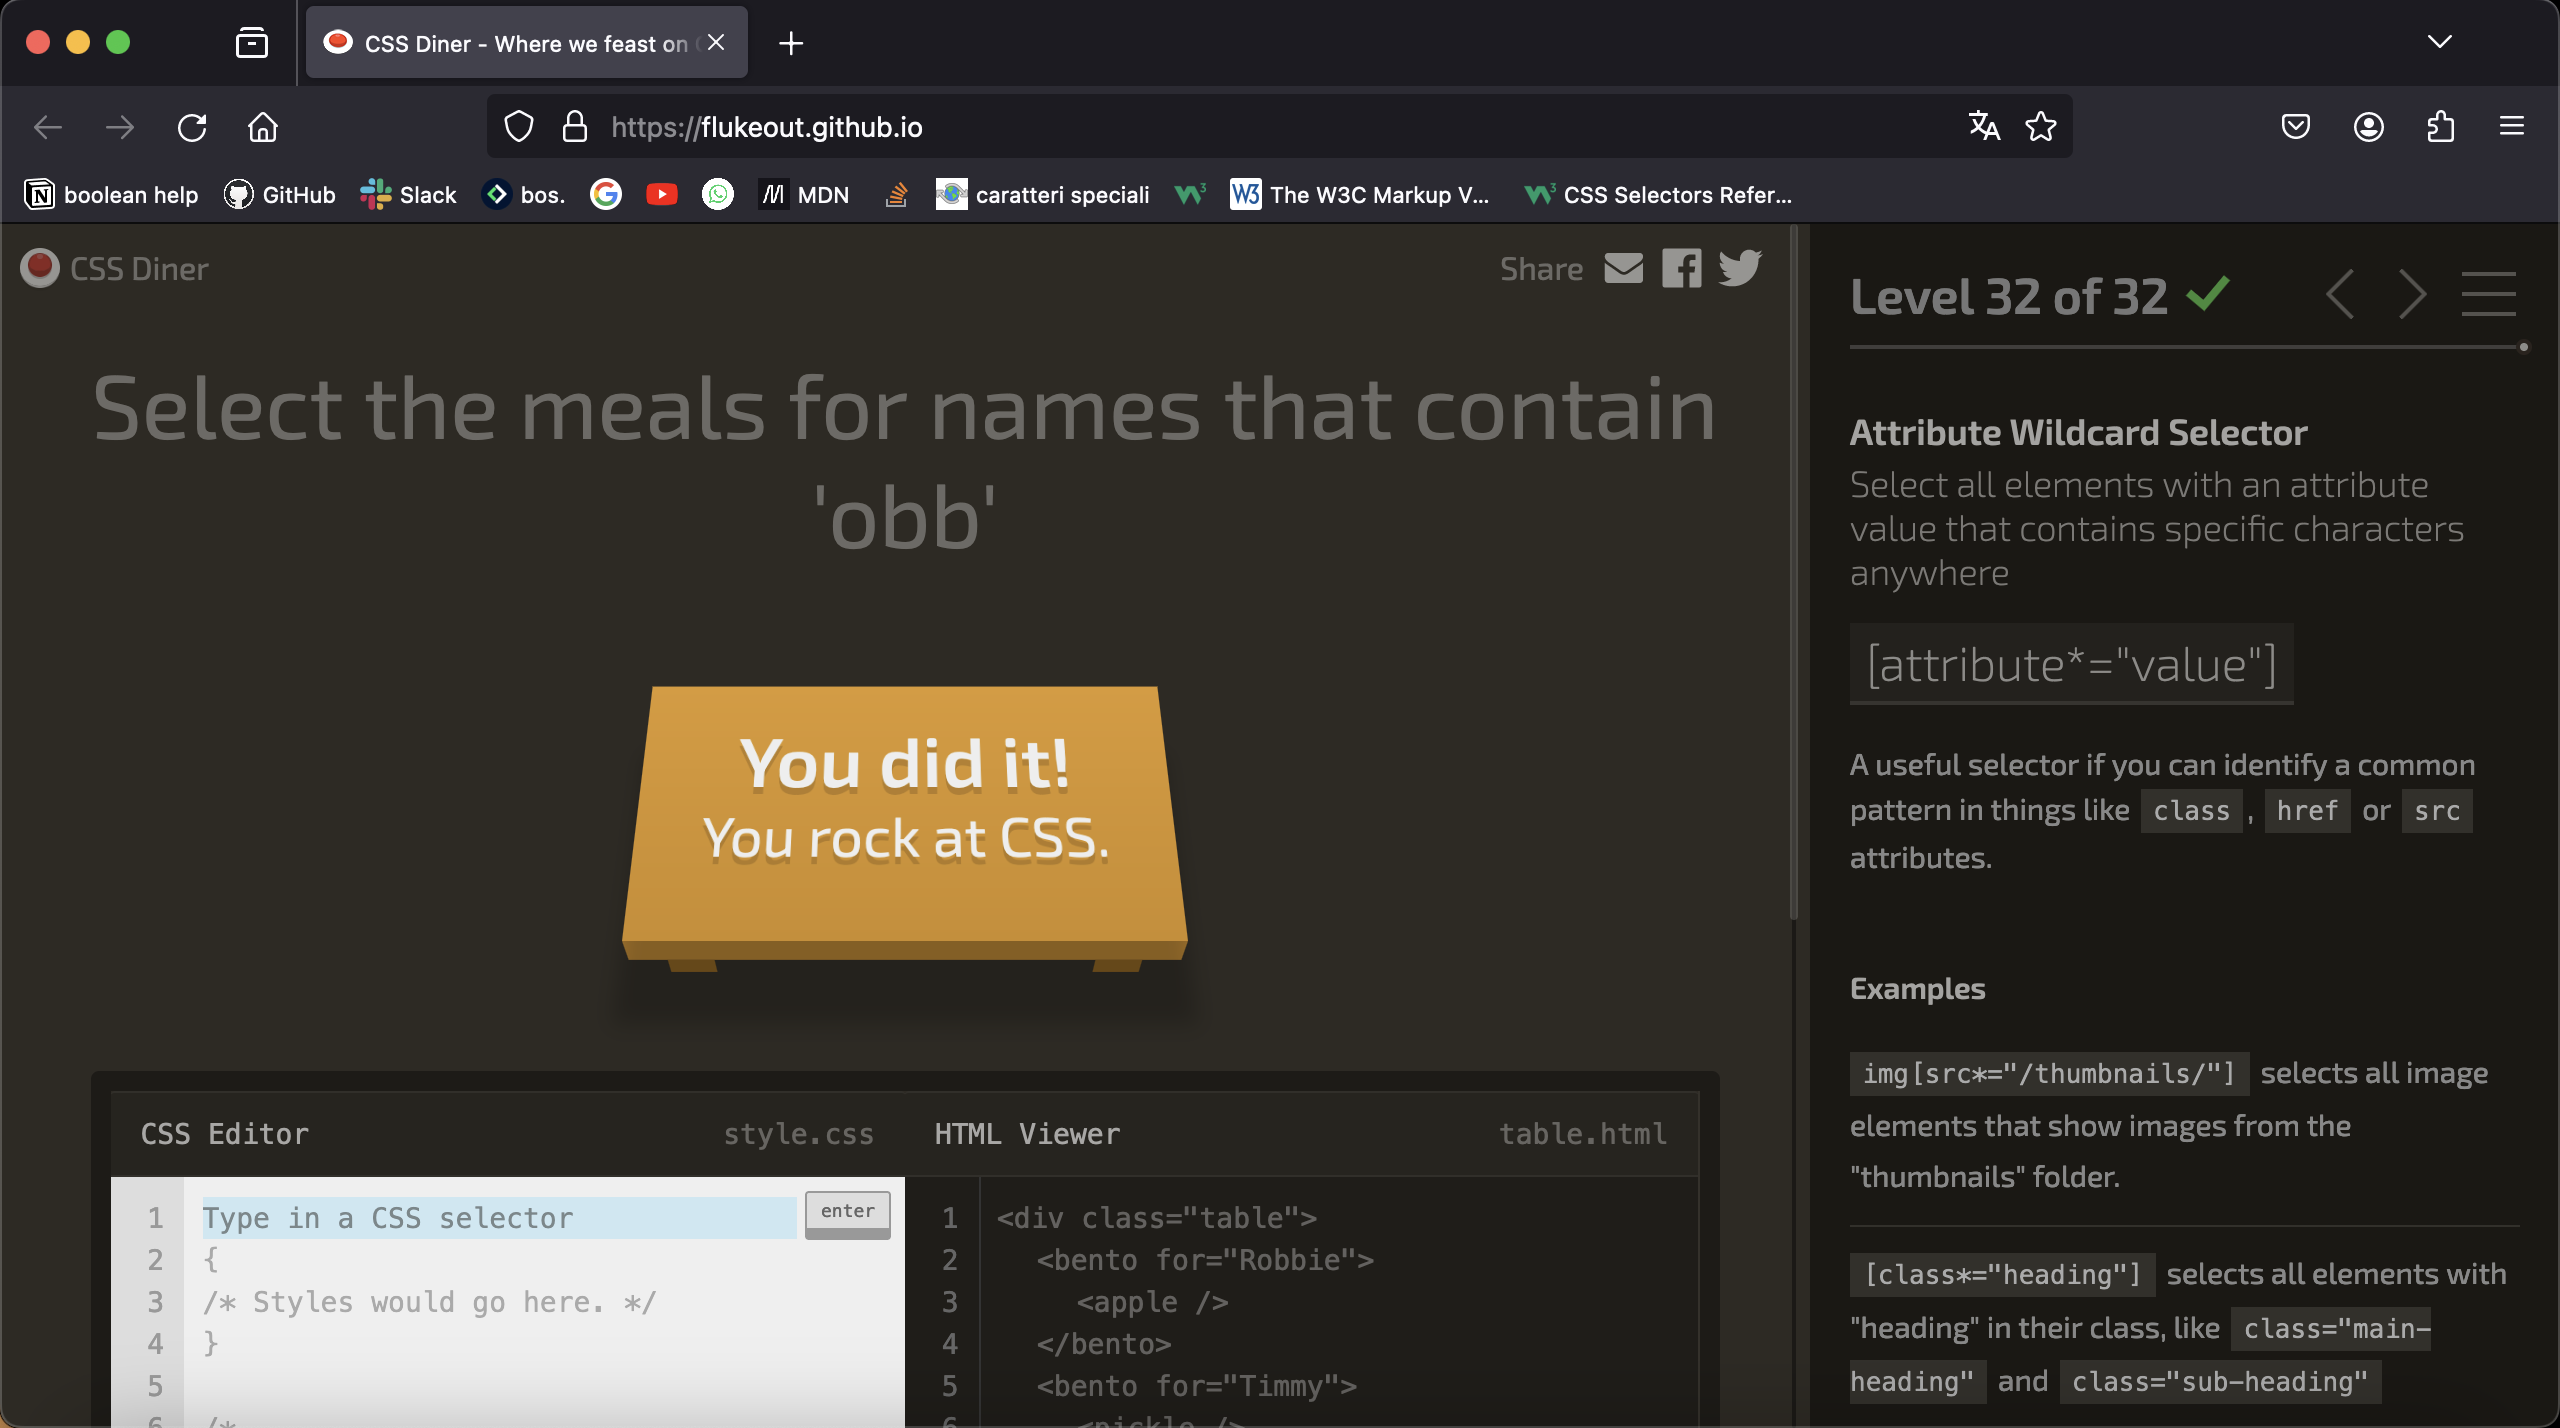 CSS Diner - Where we feast on
https://flukeout.github.io
boolean help GitHub Slack bos. MDN caratteri speciali The W3C Markup V... CSS Selectors Refer...
CSS Diner
Share
Select the meals for names that contain
'obb'
You did it!
You rock at CSS.
CSS Editor style.css
HTML Viewer table.html
1 Type in a CSS selector
enter
2 {
3 /* Styles would go here. */
4 }
5
6 /*
1 <div class="table">
2 <bento for="Robbie">
3 <apple />
4 </bento>
5 <bento for="Timmy">
6 <pickle />
Level 32 of 32
Attribute Wildcard Selector
Select all elements with an attribute
value that contains specific characters
anywhere
[attribute*="value"]
A useful selector if you can identify a common
pattern in things like class , href or src
attributes.
Examples
img[src*="/thumbnails/"] selects all image
elements that show images from the
"thumbnails" folder.
[class*="heading"] selects all elements with
"heading" in their class, like class="main-
heading" and class="sub-heading"